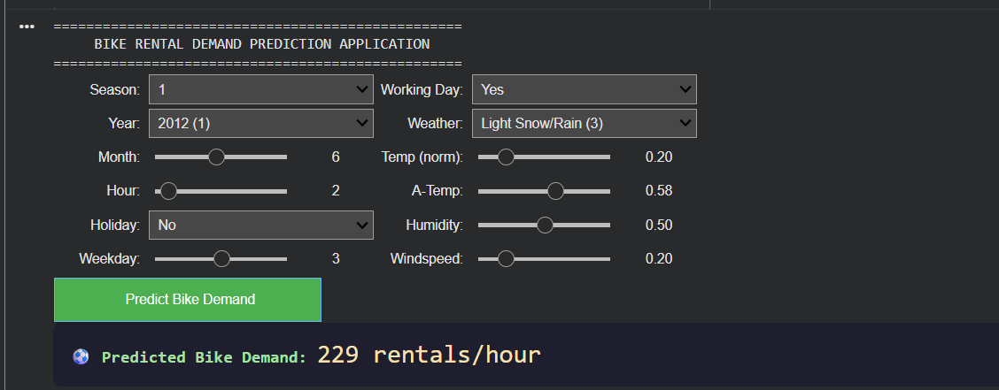 ==================================================
BIKE RENTAL DEMAND PREDICTION APPLICATION
==================================================
Season: 1 Working Day: Yes
Year: 2012 (1) Weather: Light Snow/Rain (3)
Month: 6 Temp (norm): 0.20
Hour: 2 A-Temp: 0.58
Holiday: No Humidity: 0.50
Weekday: 3 Windspeed: 0.20
Predict Bike Demand
Predicted Bike Demand: 229 rentals/hour